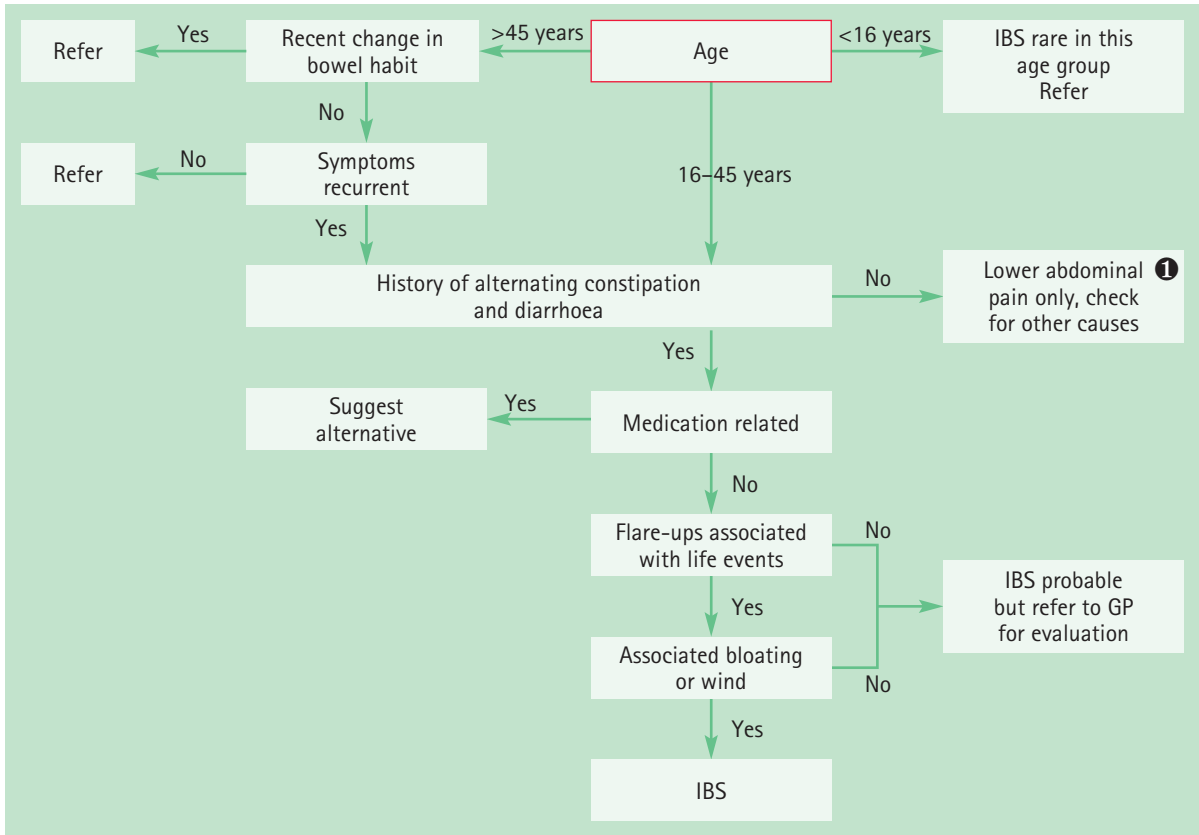 Refer
Yes
Recent change in
bowel habit
>45 years
Age
<16 years
IBS rare in this
age group
Refer
No
Refer
No
Symptoms
recurrent
16–45 years
Yes
History of alternating constipation
and diarrhoea
No
Lower abdominal ❶
pain only, check
for other causes
Yes
Suggest
alternative
Yes
Medication related
No
Flare-ups associated
with life events
No
Yes
IBS probable
but refer to GP
for evaluation
Associated bloating
or wind
No
Yes
IBS